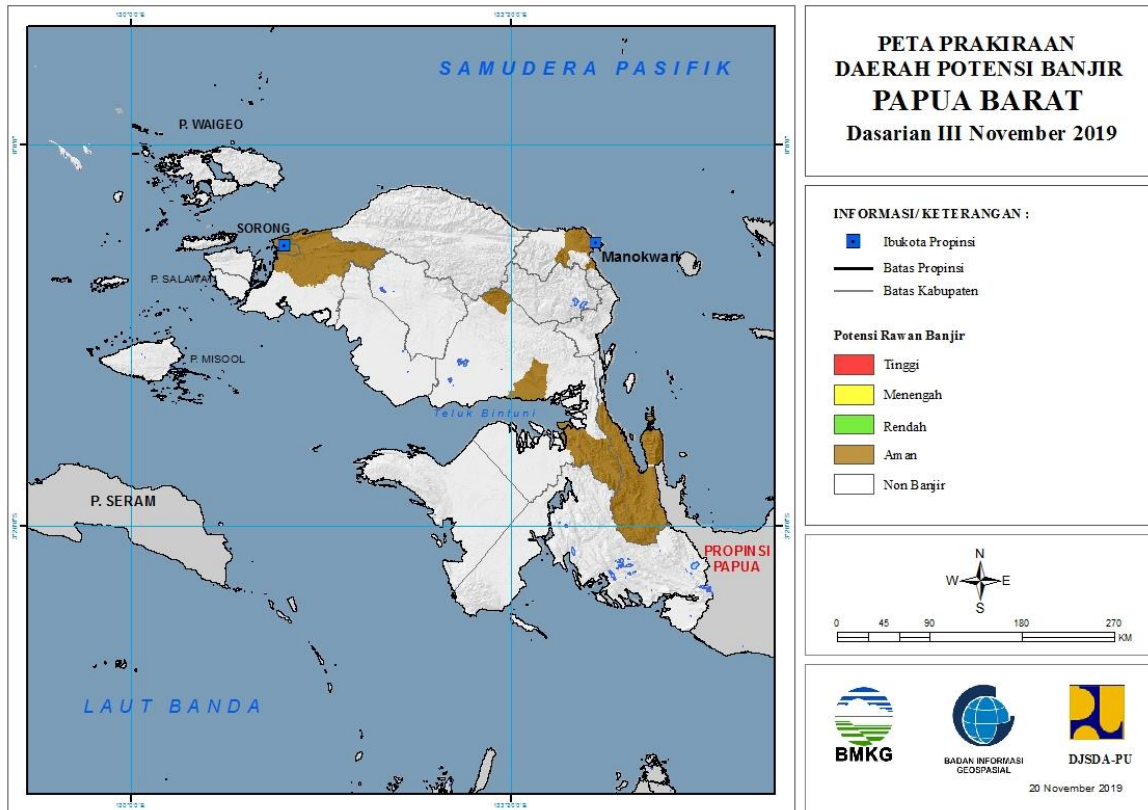 SAMUDERA PASIFIK
P. WAIGEO
SORONG
Manokwari
P. SALAWATI
P. MISOOL
Teluk Bintuni
P. SERAM
PROPINSI
PAPUA
LAUT BANDA
PETA PRAKIRAAN
DAERAH POTENSI BANJIR
PAPUA BARAT
Dasarian III November 2019
INFORMASI/KETERANGAN :
Ibukota Propinsi
Batas Propinsi
Batas Kabupaten
Potensi Rawan Banjir
Tinggi
Menengah
Rendah
Aman
Non Banjir
N
W E
S
0 45 90 180 270
KM
BMKG
BADAN INFORMASI
GEOSPASIAL
DJSDA-PU
20 November 2019